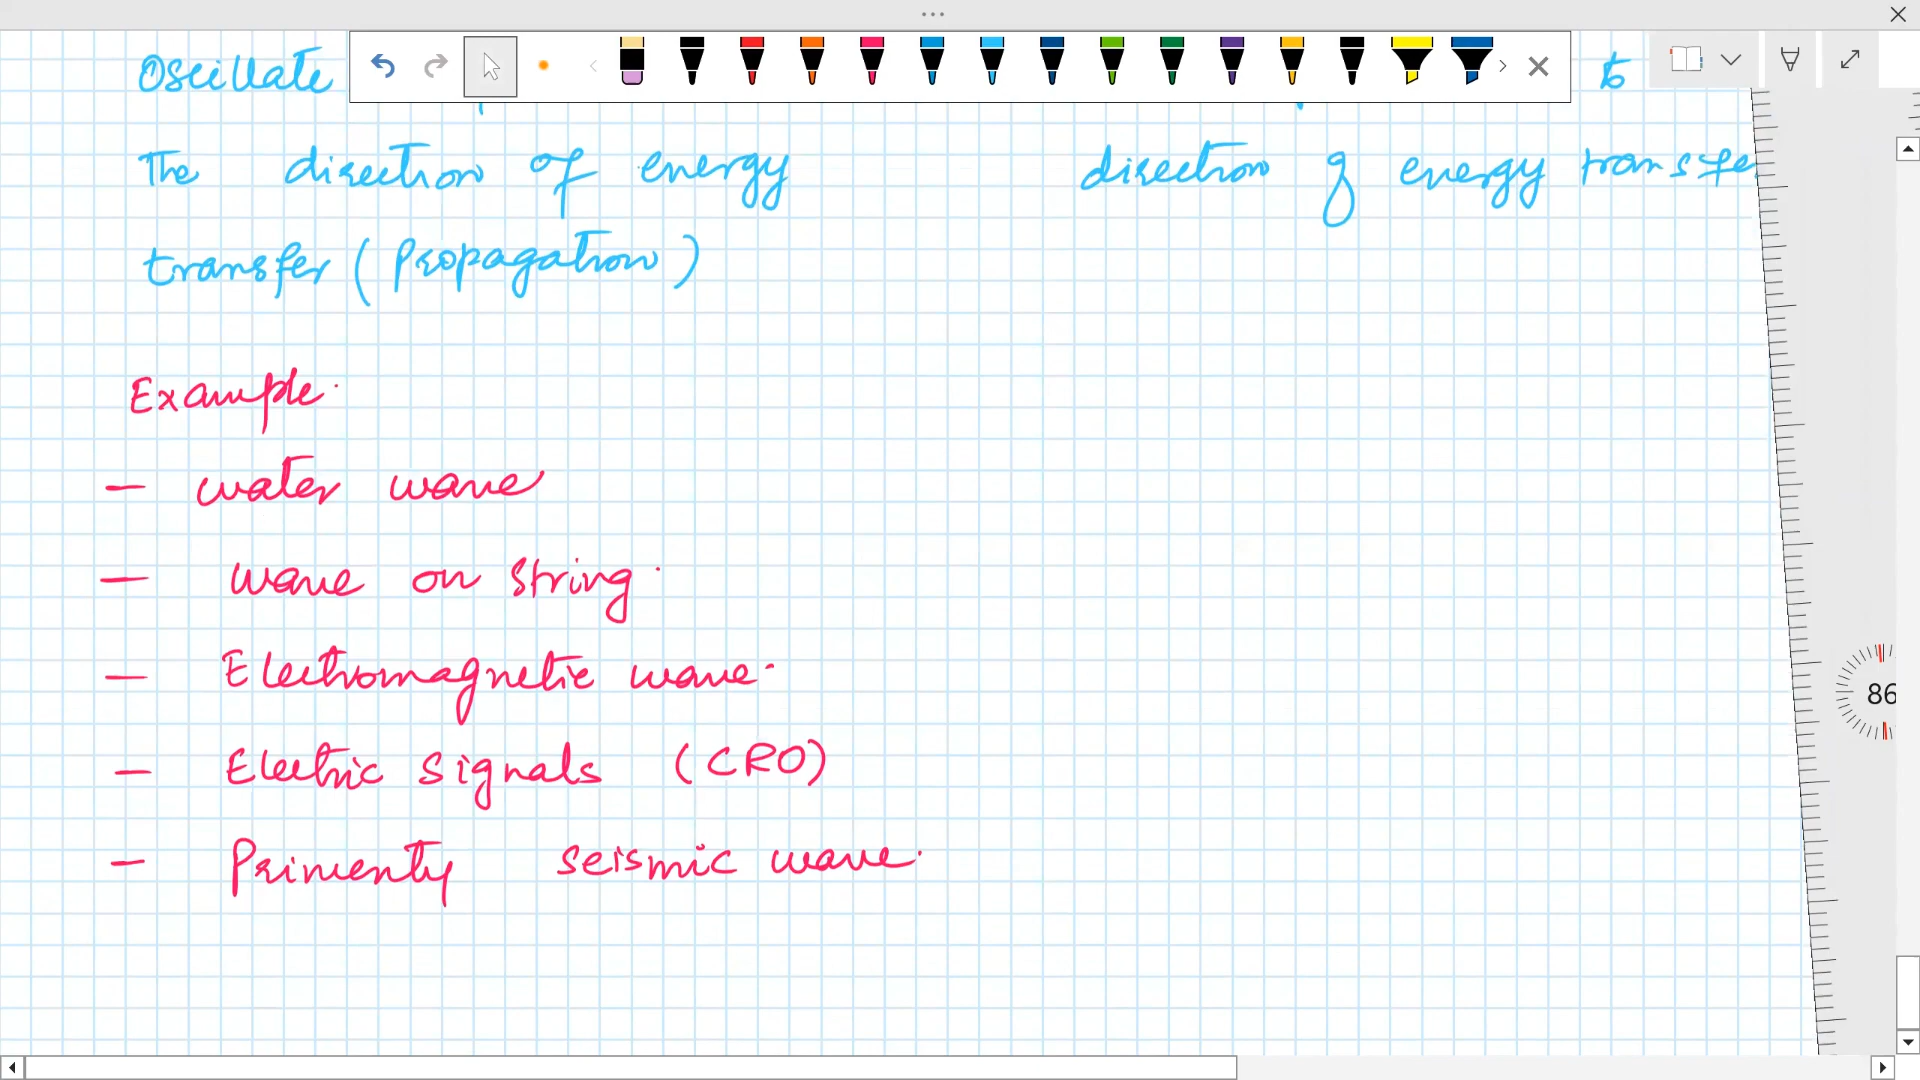 Oscillate
to
The direction of energy
direction of energy transfe
transfer (Propagation)
Example.
- water wave
- wave on string.
- Electromagnetic wave.
- Electric signals (CRO)
- Primenty seismic wave.
86